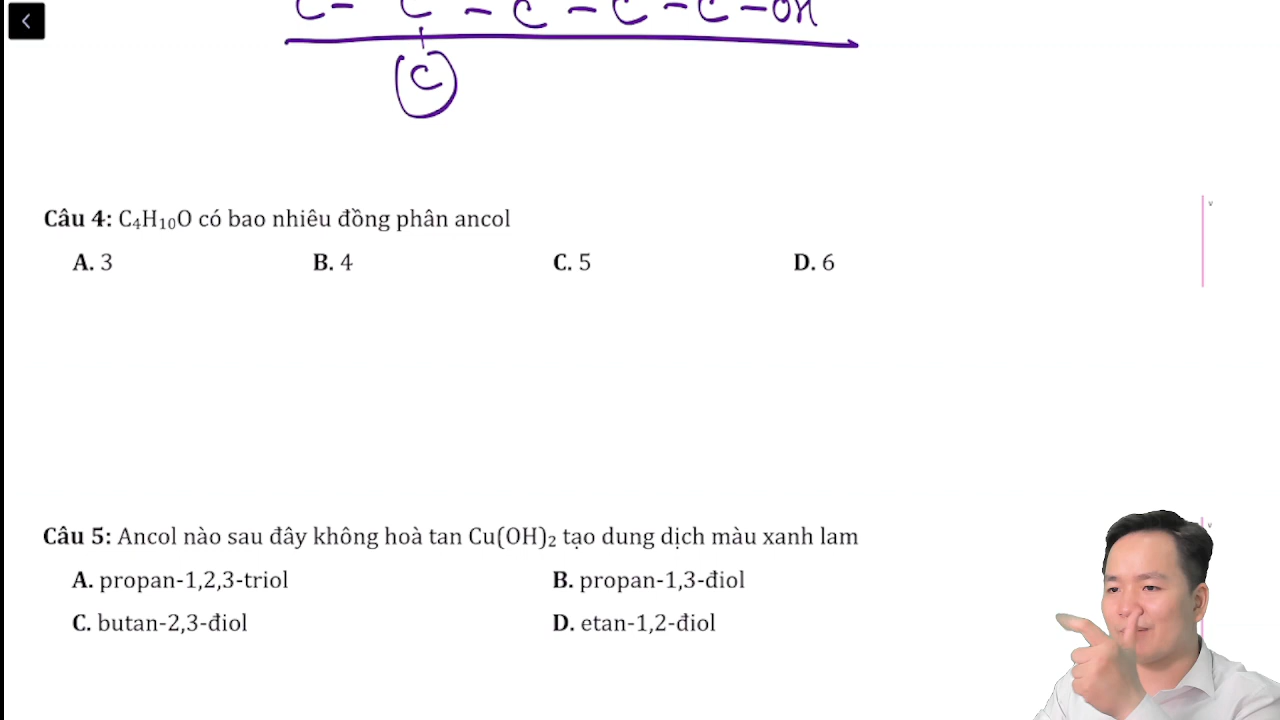 C - C - C - C - C - OH
C
Câu 4: C₄H₁₀O có bao nhiêu đồng phân ancol
A. 3 B. 4 C. 5 D. 6
Câu 5: Ancol nào sau đây không hoà tan Cu(OH)₂ tạo dung dịch màu xanh lam
A. propan-1,2,3-triol B. propan-1,3-điol
C. butan-2,3-điol D. etan-1,2-điol